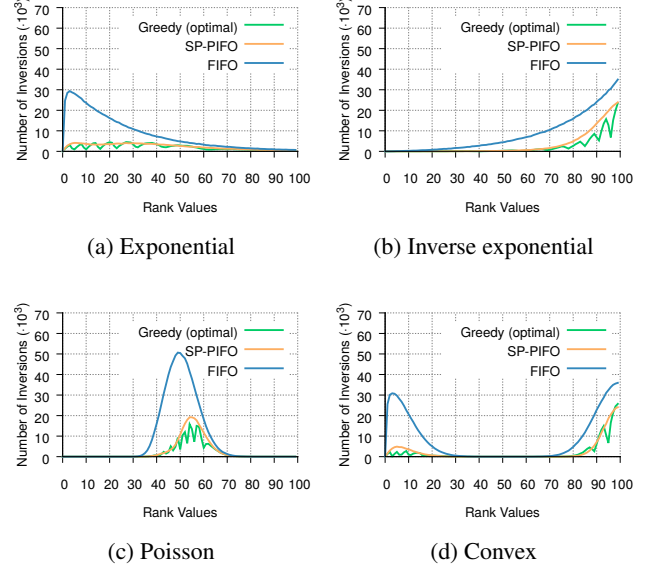 Number of Inversions (·10³)
70
60
50
40
30
20
10
0
Greedy (optimal)
SP-PIFO
FIFO
0 10 20 30 40 50 60 70 80 90 100
Rank Values
(a) Exponential
Number of Inversions (·10³)
70
60
50
40
30
20
10
0
Greedy (optimal)
SP-PIFO
FIFO
0 10 20 30 40 50 60 70 80 90 100
Rank Values
(b) Inverse exponential
Number of Inversions (·10³)
70
60
50
40
30
20
10
0
Greedy (optimal)
SP-PIFO
FIFO
0 10 20 30 40 50 60 70 80 90 100
Rank Values
(c) Poisson
Number of Inversions (·10³)
70
60
50
40
30
20
10
0
Greedy (optimal)
SP-PIFO
FIFO
0 10 20 30 40 50 60 70 80 90 100
Rank Values
(d) Convex